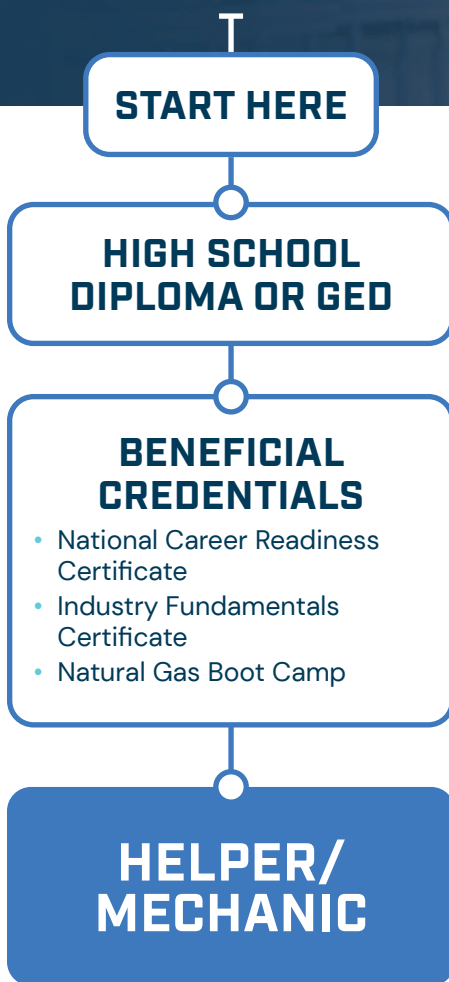 T
START HERE
HIGH SCHOOL
DIPLOMA OR GED
BENEFICIAL
CREDENTIALS
• National Career Readiness
Certificate
• Industry Fundamentals
Certificate
• Natural Gas Boot Camp
HELPER/
MECHANIC